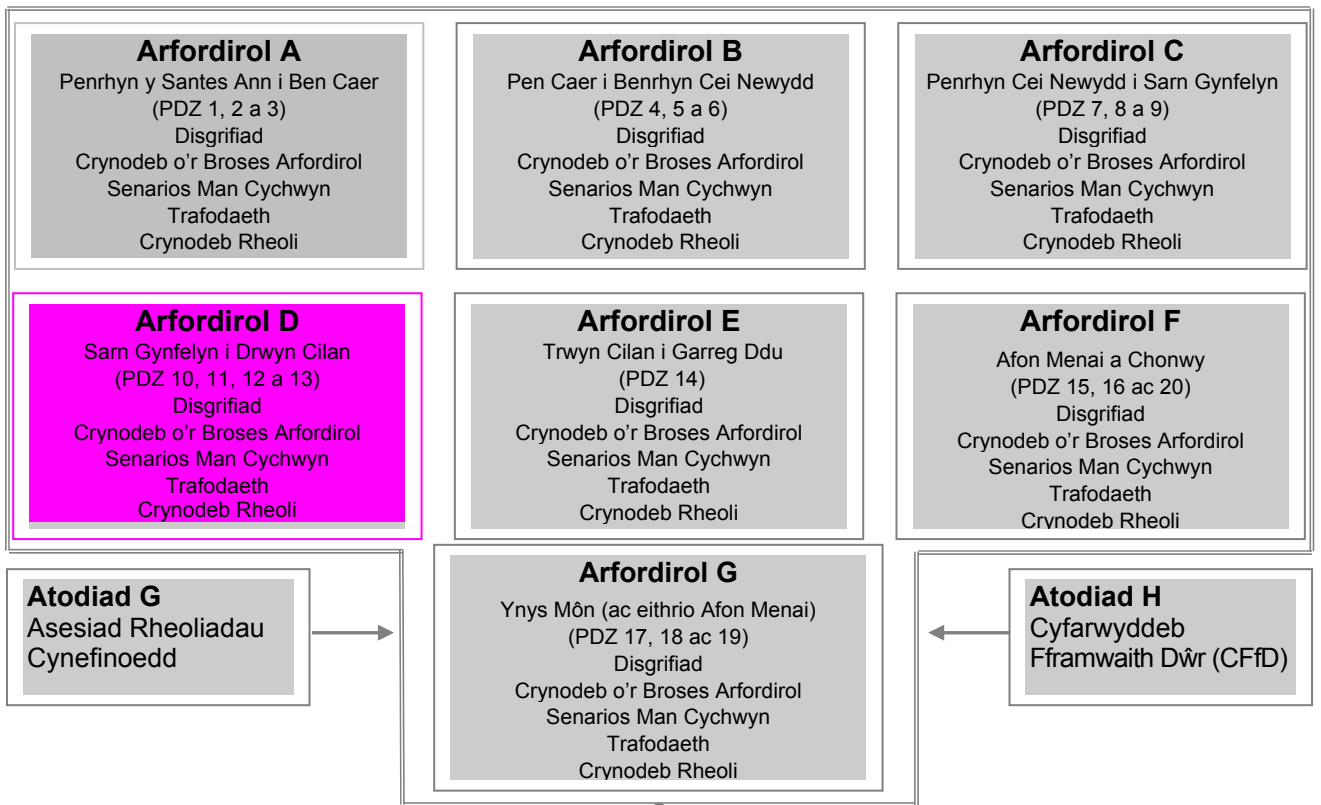 Arfordirol A
Penrhyn y Santes Ann i Ben Caer
(PDZ 1, 2 a 3)
Disgrifiad
Crynodeb o'r Broses Arfordirol
Senarios Man Cychwyn
Trafodaeth
Crynodeb Rheoli
Arfordirol B
Pen Caer i Benrhyn Cei Newydd
(PDZ 4, 5 a 6)
Disgrifiad
Crynodeb o'r Broses Arfordirol
Senarios Man Cychwyn
Trafodaeth
Crynodeb Rheoli
Arfordirol C
Penrhyn Cei Newydd i Sarn Gynfelyn
(PDZ 7, 8 a 9)
Disgrifiad
Crynodeb o'r Broses Arfordirol
Senarios Man Cychwyn
Trafodaeth
Crynodeb Rheoli
Arfordirol D
Sarn Gynfelyn i Drwyn Cilan
(PDZ 10, 11, 12 a 13)
Disgrifiad
Crynodeb o'r Broses Arfordirol
Senarios Man Cychwyn
Trafodaeth
Crynodeb Rheoli
Arfordirol E
Trwyn Cilan i Garreg Ddu
(PDZ 14)
Disgrifiad
Crynodeb o'r Broses Arfordirol
Senarios Man Cychwyn
Trafodaeth
Crynodeb Rheoli
Arfordirol F
Afon Menai a Chonwy
(PDZ 15, 16 ac 20)
Disgrifiad
Crynodeb o'r Broses Arfordirol
Senarios Man Cychwyn
Trafodaeth
Crynodeb Rheoli
Atodiad G
Asesiad Rheoliadau
Cynefinoedd
Arfordirol G
Ynys Môn (ac eithrio Afon Menai)
(PDZ 17, 18 ac 19)
Disgrifiad
Crynodeb o'r Broses Arfordirol
Senarios Man Cychwyn
Trafodaeth
Crynodeb Rheoli
Atodiad H
Cyfarwyddeb
Fframwaith Dŵr (CFfD)